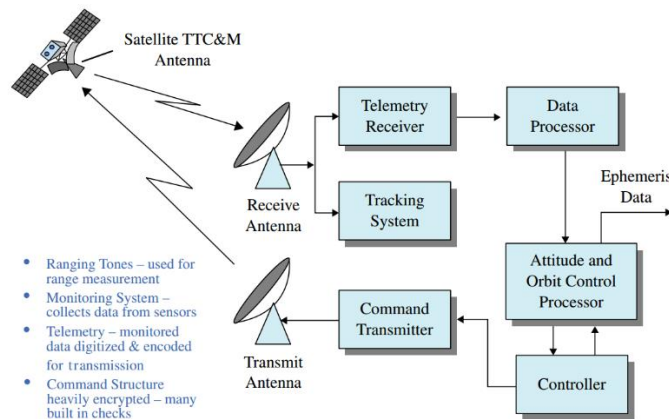 Satellite TTC&M
Antenna
Telemetry
Receiver
Data
Processor
Receive
Antenna
Tracking
System
Ephemeris
Data
Attitude and
Orbit Control
Processor
Command
Transmitter
Transmit
Antenna
Controller
• Ranging Tones – used for
range measurement
• Monitoring System –
collects data from sensors
• Telemetry – monitored
data digitized & encoded
for transmission
• Command Structure
heavily encrypted – many
built in checks